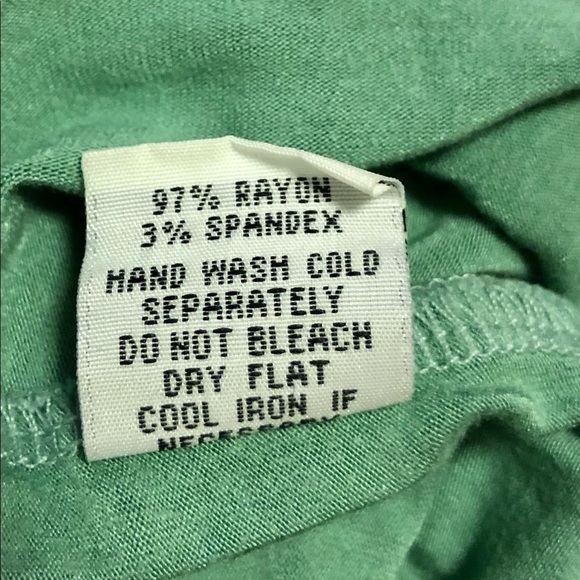 97% RAYON
3% SPANDEX
HAND WASH COLD
SEPARATELY
DO NOT BLEACH
DRY FLAT
COOL IRON IF